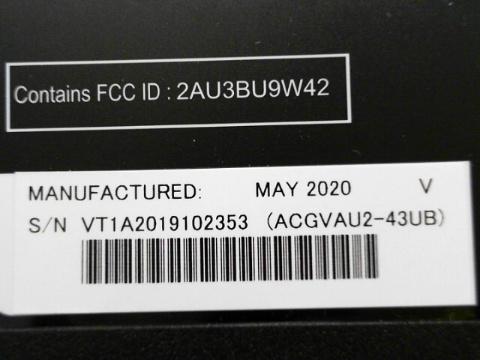 Contains FCC ID : 2AU3BU9W42
MANUFACTURED: MAY 2020 V
S/N VT1A2019102353 (ACGVAU2-43UB)